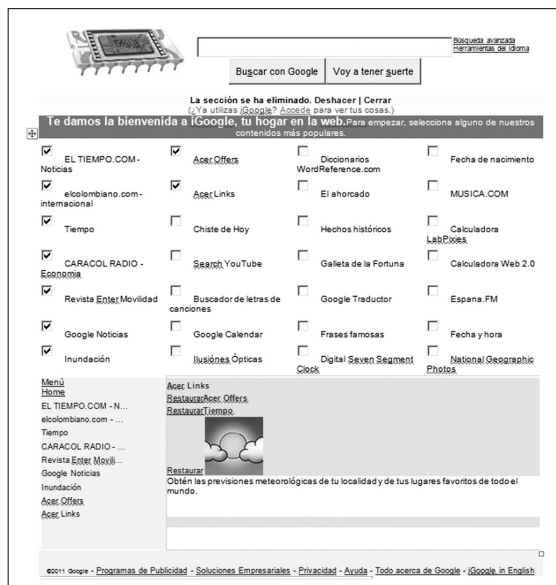 Búsqueda avanzada
Herramientas del idioma
Buscar con Google
Voy a tener suerte
La sección se ha eliminado. Deshacer | Cerrar
(¿Ya utilizas iGoogle? Accede para ver tus cosas.)
Te damos la bienvenida a iGoogle, tu hogar en la web.Para empezar, selecciona alguno de nuestros
contenidos más populares.
EL TIEMPO.COM - Noticias
Acer Offers
Diccionarios WordReference.com
Fecha de nacimiento
elcolombiano.com - internacional
Acer Links
El ahorcado
MUSICA.COM
Tiempo
Chiste de Hoy
Hechos históricos
Calculadora LabPixies
CARACOL RADIO - Economia
Search YouTube
Galleta de la Fortuna
Calculadora Web 2.0
Revista Enter Movilidad
Buscador de letras de canciones
Google Traductor
Espana.FM
Google Noticias
Google Calendar
Frases famosas
Fecha y hora
Inundación
Ilusiónes Ópticas
Digital Seven Segment Clock
National Geographic Photos
Menú
Home
EL TIEMPO.COM - N...
elcolombiano.com - ...
Tiempo
CARACOL RADIO - ...
Revista Enter Movili...
Google Noticias
Inundación
Acer Offers
Acer Links
Acer Links
RestaurarAcer Offers
RestaurarTiempo
Restaurar
Obtén las previsiones meteorológicas de tu localidad y de tus lugares favoritos de todo el
mundo.
©2011 Google - Programas de Publicidad - Soluciones Empresariales - Privacidad - Ayuda - Todo acerca de Google - iGoogle in English